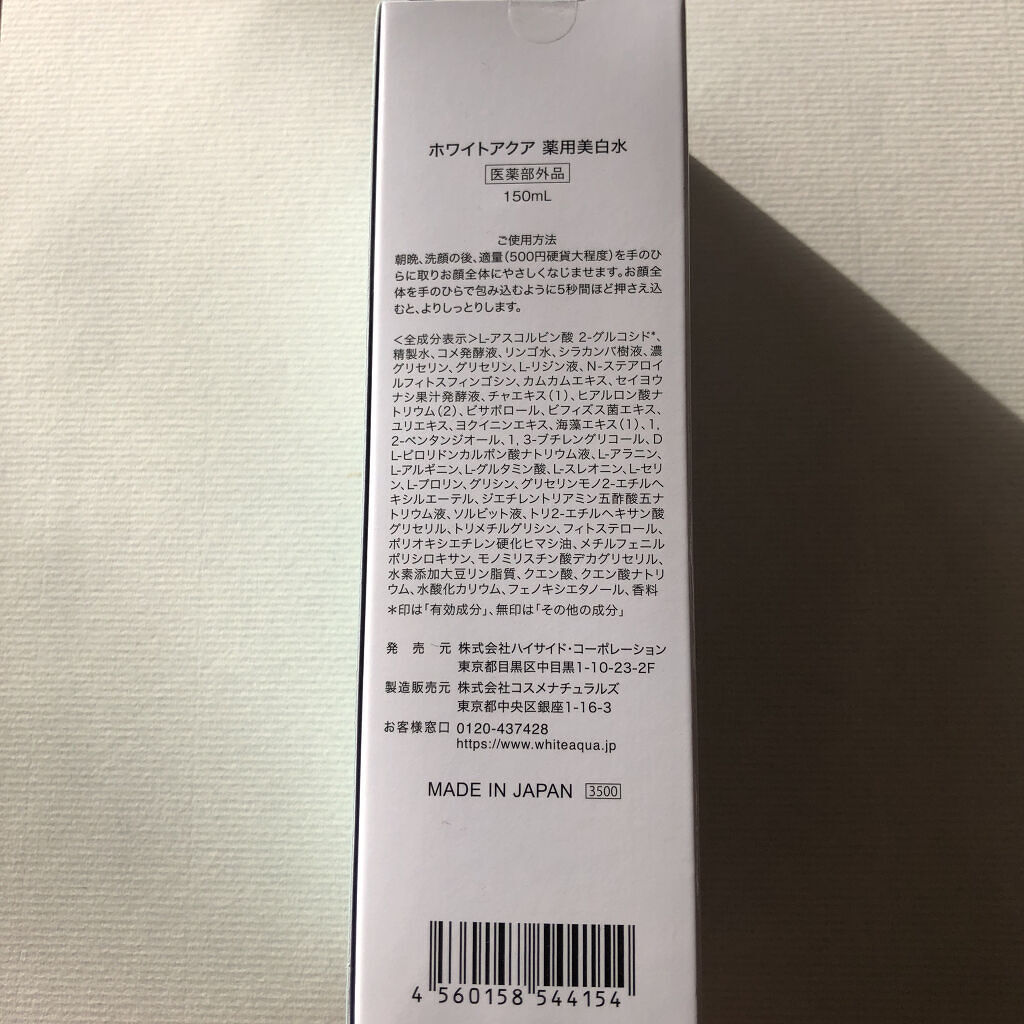 ホワイトアクア 薬用美白水
医薬部外品
150mL
ご使用方法
朝晩、洗顔の後、適量(500円硬貨大程度)を手のひ
らに取りお顔全体にやさしくなじませます。お顔全
体を手のひらで包み込むように5秒間ほど押さえ込
むと、よりしっとりします。
<全成分表示>L-アスコルビン酸 2-グルコシド*、
精製水、コメ発酵液、リンゴ水、シラカンバ樹液、濃
グリセリン、グリセリン、L-リジン液、N-ステアロイ
ルフィトスフィンゴシン、カムカムエキス、セイヨウ
ナシ果汁発酵液、チャエキス(1)、ヒアルロン酸ナ
トリウム(2)、ビサボロール、ビフィズス菌エキス、
ユリエキス、ヨクイニンエキス、海藻エキス(1)、1,
2-ペンタンジオール、1,3-ブチレングリコール、D
L-ピロリドンカルボン酸ナトリウム液、L-アラニン、
L-アルギニン、L-グルタミン酸、L-スレオニン、L-セリ
ン、L-プロリン、グリシン、グリセリンモノ2-エチルヘ
キシルエーテル、ジエチレントリアミン五酢酸五ナ
トリウム液、ソルビット液、トリ2-エチルヘキサン酸
グリセリル、トリメチルグリシン、フィトステロール、
ポリオキシエチレン硬化ヒマシ油、メチルフェニル
ポリシロキサン、モノミリスチン酸デカグリセリル、
水素添加大豆リン脂質、クエン酸、クエン酸ナトリ
ウム、水酸化カリウム、フェノキシエタノール、香料
*印は「有効成分」、無印は「その他の成分」
発 売 元 株式会社ハイサイド・コーポレーション
東京都目黒区中目黒1-10-23-2F
製造販売元 株式会社コスメナチュラルズ
東京都中央区銀座1-16-3
お客様窓口 0120-437428
https://www.whiteaqua.jp
MADE IN JAPAN 3500
4 560158 544154